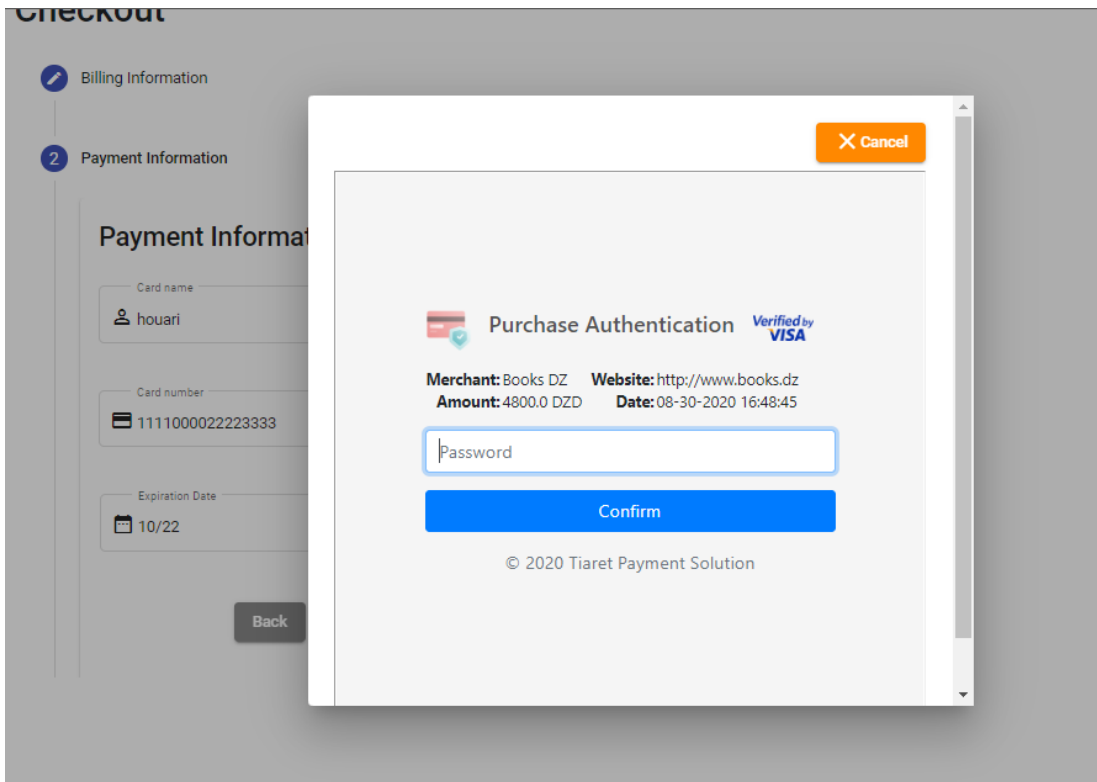 Checkout
Billing Information
2 Payment Information
Payment Informat
Card name
houari
Card number
1111000022223333
Expiration Date
10/22
Back
Cancel
Purchase Authentication Verified by VISA
Merchant: Books DZ Website: http://www.books.dz
Amount: 4800.0 DZD Date: 08-30-2020 16:48:45
Password
Confirm
© 2020 Tiaret Payment Solution